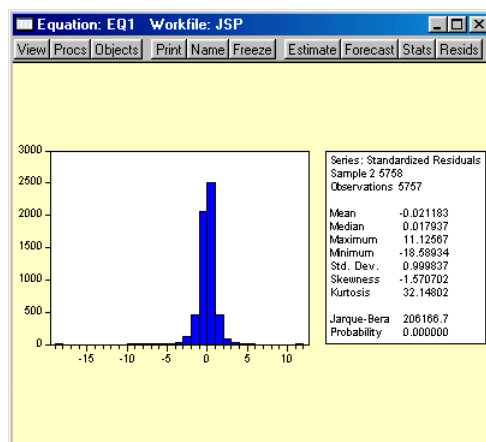 Equation: EQ1 Workfile: JSP
View Procs Objects Print Name Freeze Estimate Forecast Stats Resids
3000
2500
2000
1500
1000
500
0
-15 -10 -5 0 5 10
Series: Standardized Residuals
Sample 2 5758
Observations 5757
Mean -0.021183
Median 0.017937
Maximum 11.12567
Minimum -18.58934
Std. Dev. 0.999837
Skewness -1.570702
Kurtosis 32.14802
Jarque-Bera 206166.7
Probability 0.000000